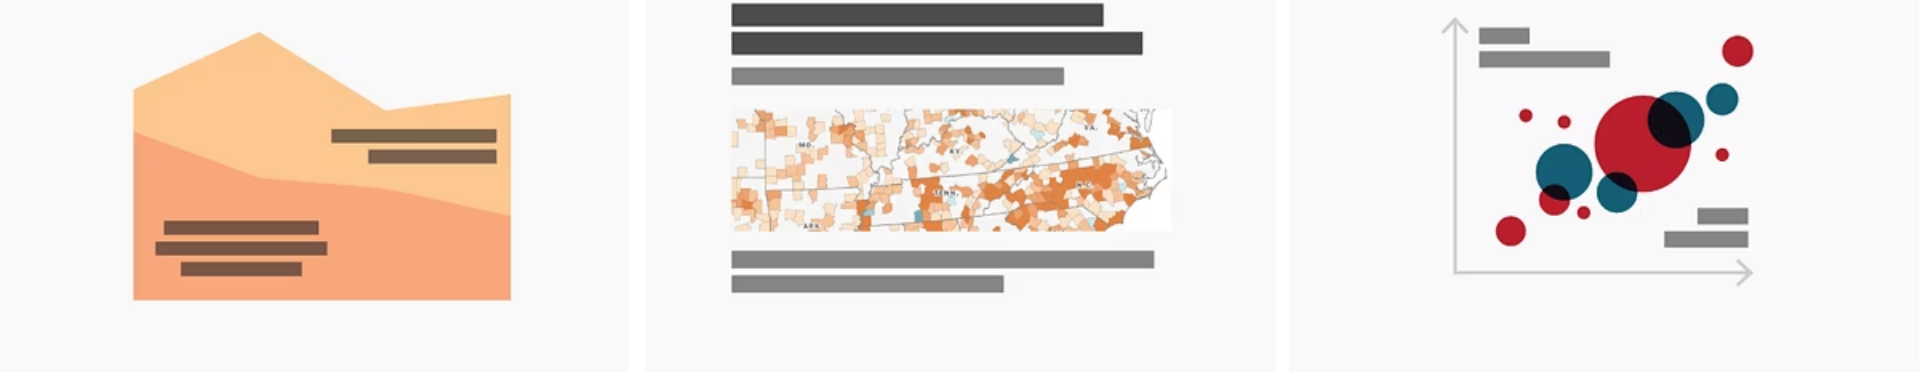 VA.
MO.
KY.
TENN.
N.C.
ARK.